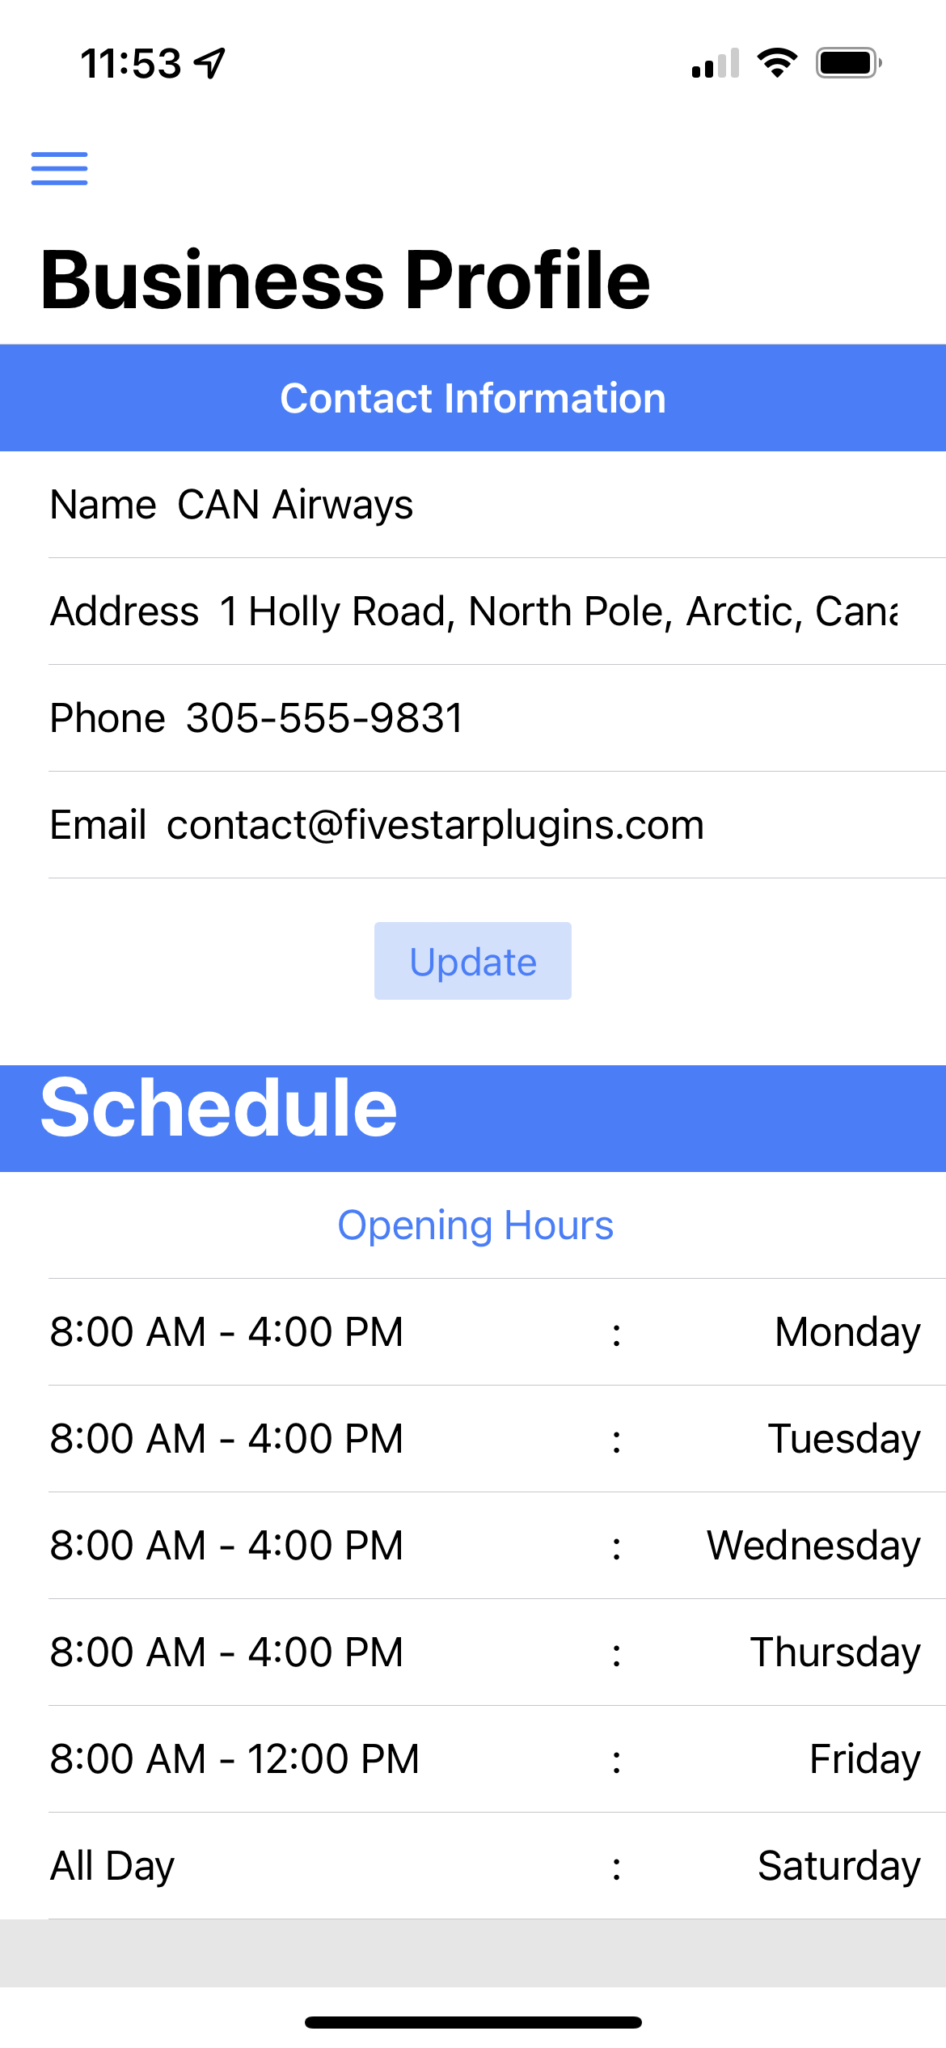 11:53
Business Profile
Contact Information
Name CAN Airways
Address 1 Holly Road, North Pole, Arctic,
Phone 305-555-9831
Email contact@fivestarplugins.com
Update
Schedule
Opening Hours
8:00 AM - 4:00 PM : Monday
8:00 AM - 4:00 PM : Tuesday
8:00 AM - 4:00 PM : Wednesday
8:00 AM - 4:00 PM : Thursday
8:00 AM - 12:00 PM : Friday
All Day : Saturday